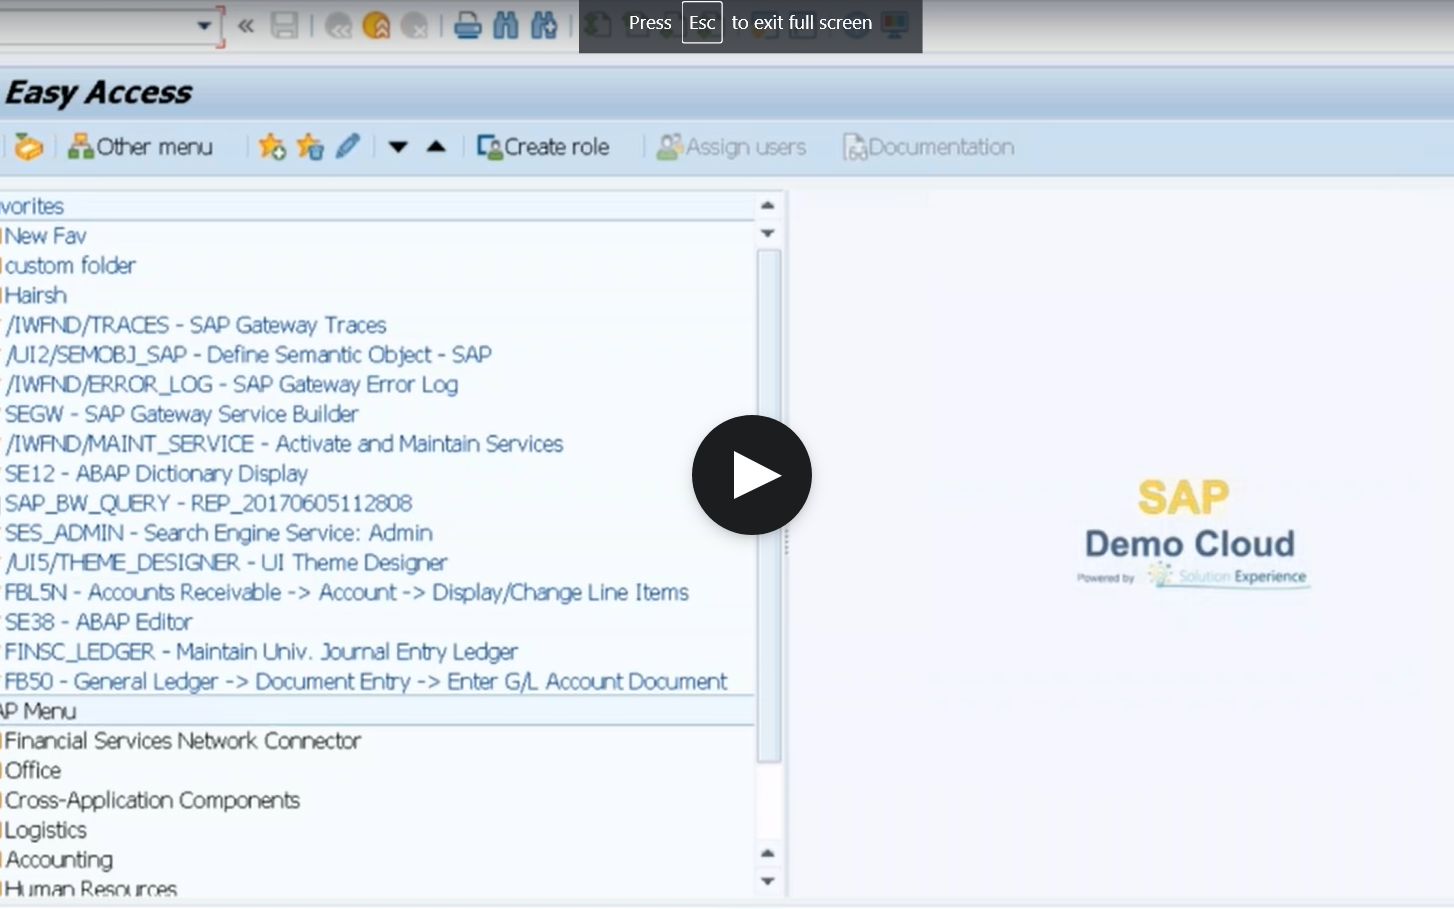 Press Esc to exit full screen
Easy Access
Other menu Create role Assign users Documentation
vorites
New Fav
custom folder
Hairsh
/IWFND/TRACES - SAP Gateway Traces
/UI2/SEMOBJ_SAP - Define Semantic Object - SAP
/IWFND/ERROR_LOG - SAP Gateway Error Log
SEGW - SAP Gateway Service Builder
/IWFND/MAINT_SERVICE - Activate and Maintain Services
SE12 - ABAP Dictionary Display
SAP_BW_QUERY - REP_20170605112808
SES_ADMIN - Search Engine Service: Admin
/UI5/THEME_DESIGNER - UI Theme Designer
FBL5N - Accounts Receivable -> Account -> Display/Change Line Items
SE38 - ABAP Editor
FINSC_LEDGER - Maintain Univ. Journal Entry Ledger
FB50 - General Ledger -> Document Entry -> Enter G/L Account Document
AP Menu
Financial Services Network Connector
Office
Cross-Application Components
Logistics
Accounting
Human Resources
SAP
Demo Cloud
Powered by Solution Experience